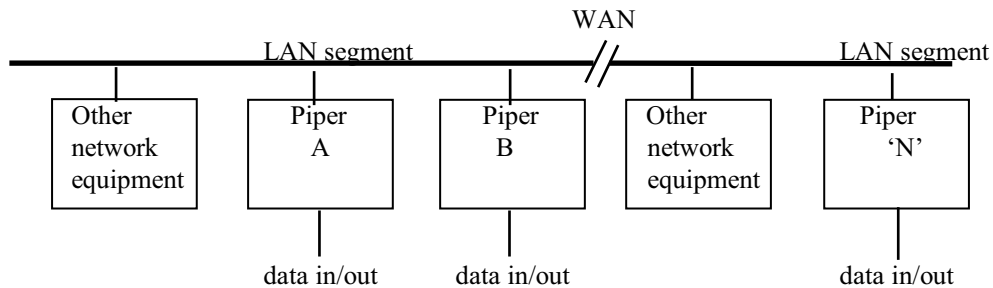 WAN
LAN segment
LAN segment
Other
network
equipment
Piper
A
Piper
B
Other
network
equipment
Piper
‘N’
data in/out
data in/out
data in/out